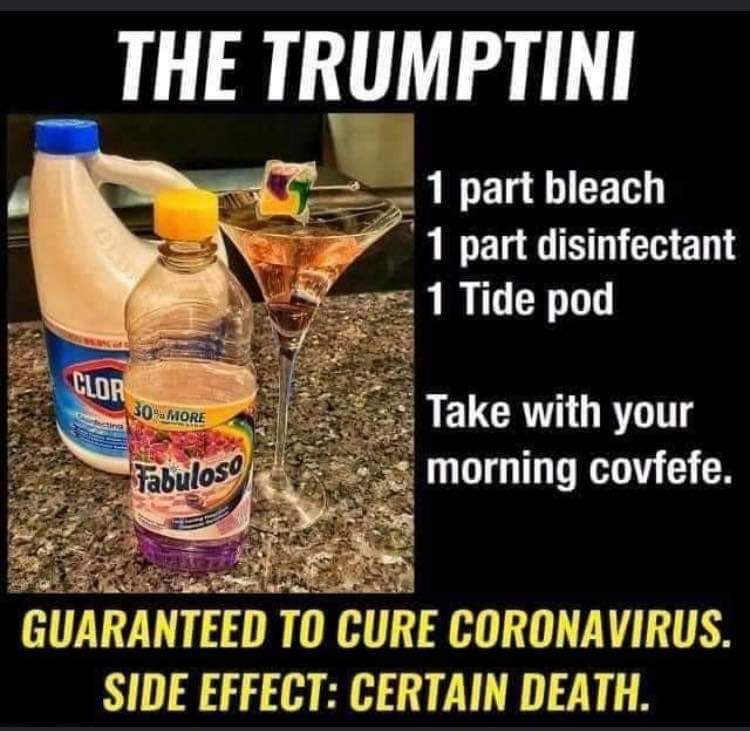 THE TRUMPTINI
1 part bleach
1 part disinfectant
1 Tide pod
Take with your
morning covfefe.
CLOR
30% MORE
Fabuloso
GUARANTEED TO CURE CORONAVIRUS.
SIDE EFFECT: CERTAIN DEATH.